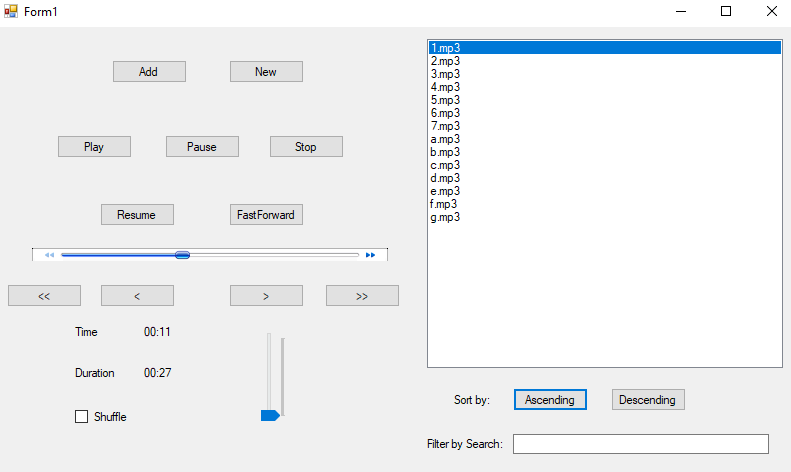 Form1
Add New
Play Pause Stop
Resume FastForward
<< < > >>
Time 00:11
Duration 00:27
Shuffle
1.mp3
2.mp3
3.mp3
4.mp3
5.mp3
6.mp3
7.mp3
a.mp3
b.mp3
c.mp3
d.mp3
e.mp3
f.mp3
g.mp3
Sort by: Ascending Descending
Filter by Search: